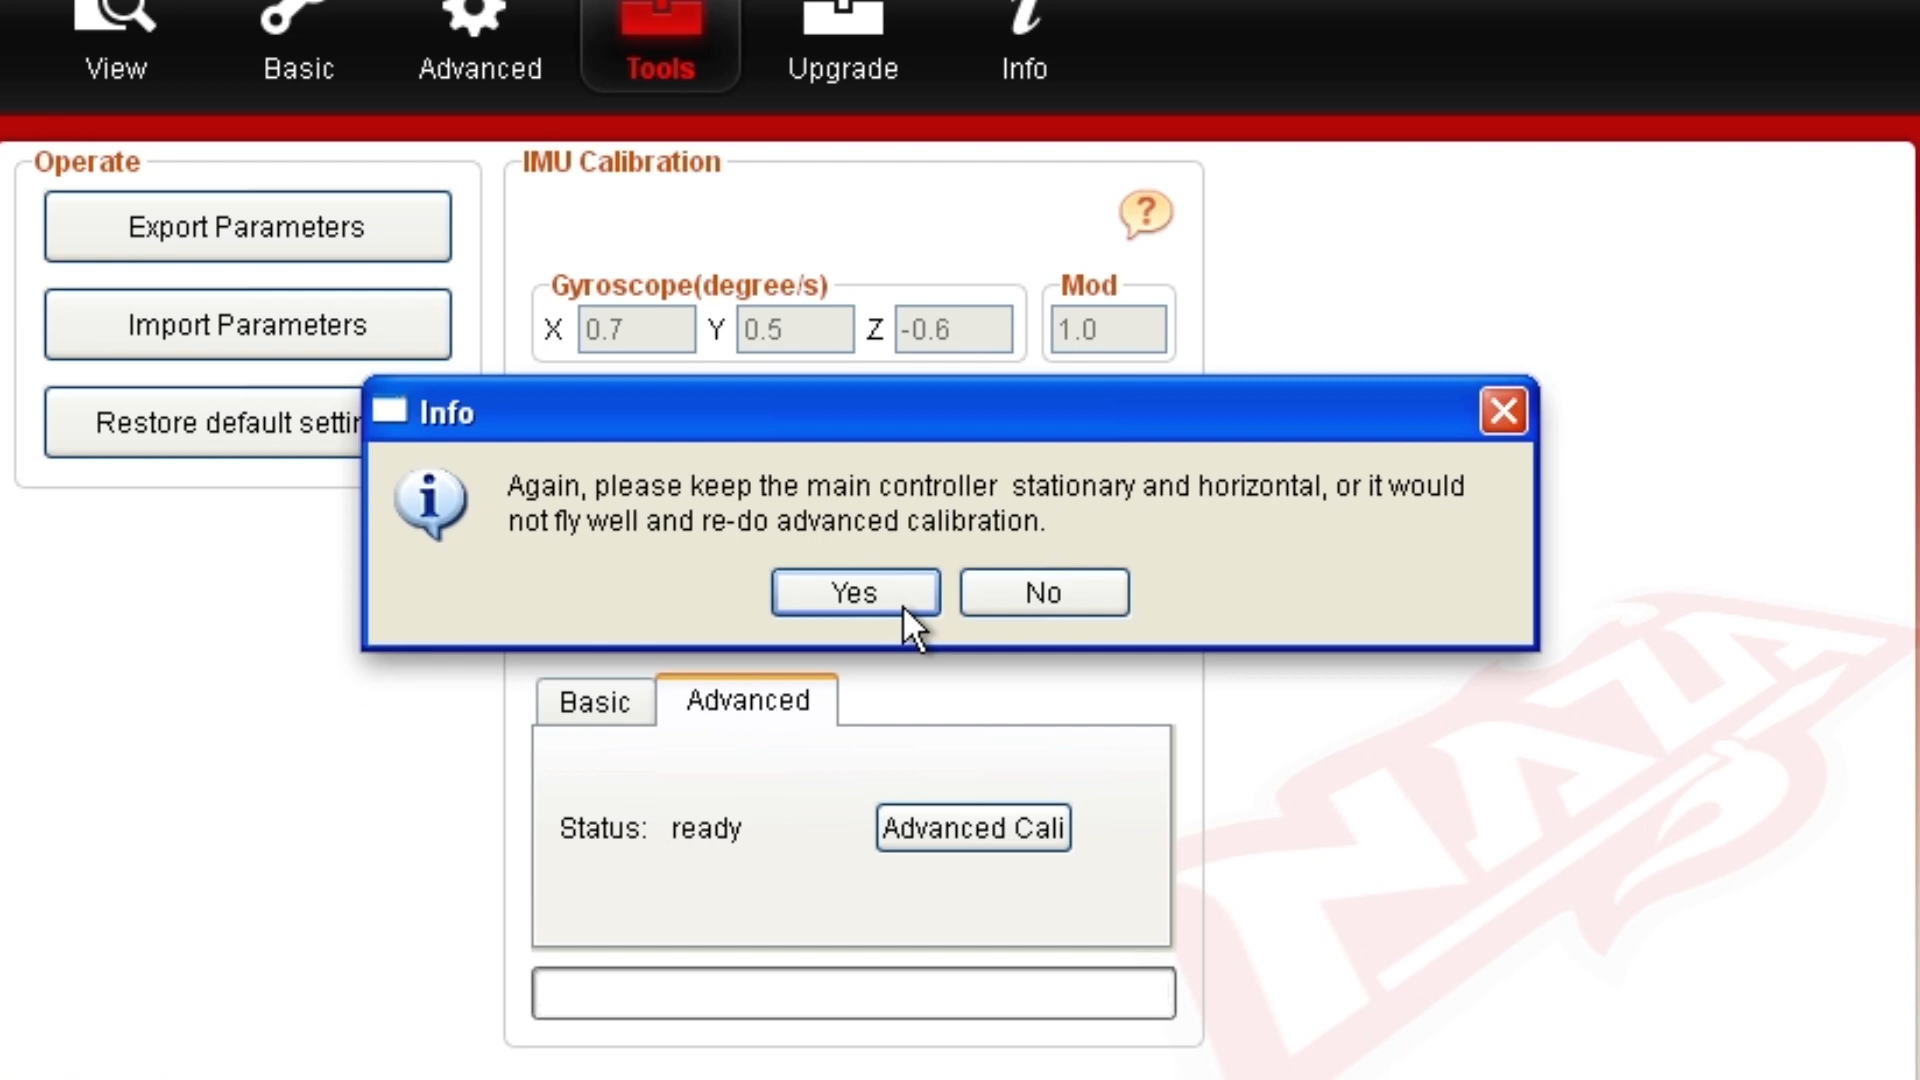 View Basic Advanced Tools Upgrade Info
Operate
Export Parameters
Import Parameters
Restore default settin
IMU Calibration
?
Gyroscope(degree/s) Mod
X 0.7 Y 0.5 Z -0.6 1.0
Info
Again, please keep the main controller stationary and horizontal, or it would
not fly well and re-do advanced calibration.
Yes No
Basic Advanced
Status: ready Advanced Cali
NAZA